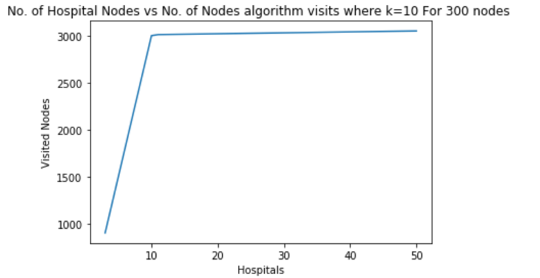 No. of Hospital Nodes vs No. of Nodes algorithm visits where k=10 For 300 nodes
3000
2500
2000
1500
1000
Visited Nodes
10 20 30 40 50
Hospitals